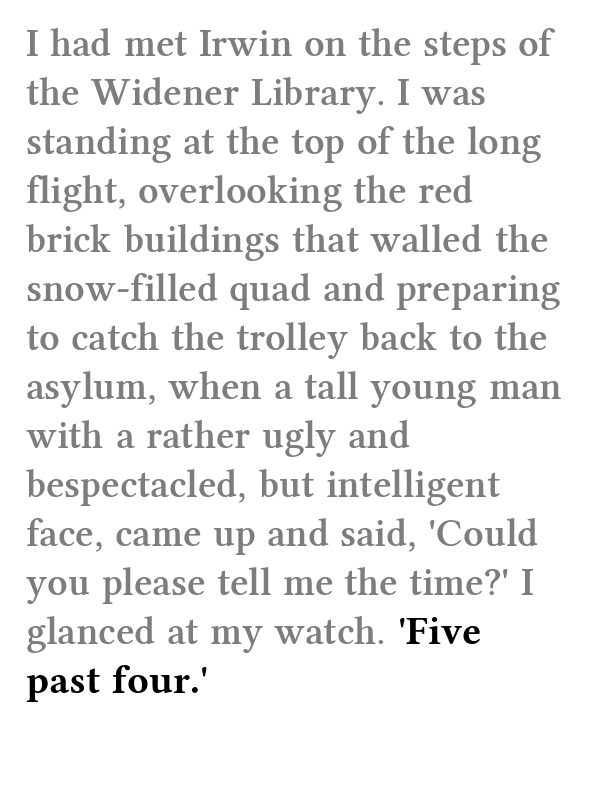 I had met Irwin on the steps of
the Widener Library. I was
standing at the top of the long
flight, overlooking the red
brick buildings that walled the
snow-filled quad and preparing
to catch the trolley back to the
asylum, when a tall young man
with a rather ugly and
bespectacled, but intelligent
face, came up and said, 'Could
you please tell me the time?' I
glanced at my watch. 'Five
past four.'